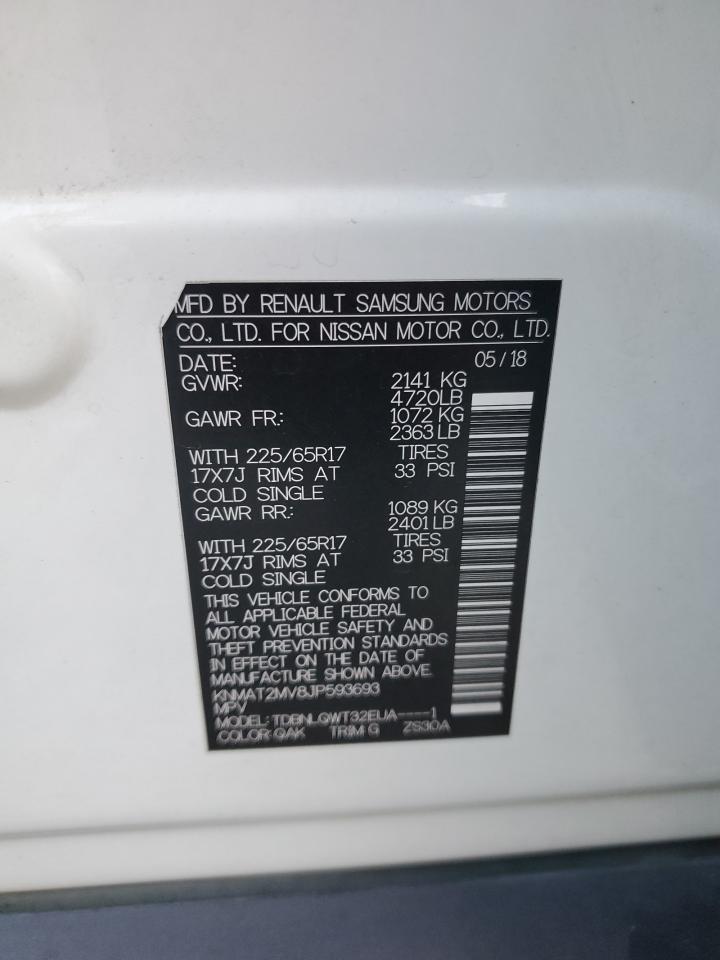 MFD BY RENAULT SAMSUNG MOTORS
CO., LTD. FOR NISSAN MOTOR CO., LTD.
DATE: 05/18
GVWR: 2141 KG
4720LB
GAWR FR.: 1072 KG
2363 LB
WITH 225/65R17 TIRES
17X7J RIMS AT 33 PSI
COLD SINGLE
GAWR RR.: 1089 KG
2401 LB
WITH 225/65R17 TIRES
17X7J RIMS AT 33 PSI
COLD SINGLE
THIS VEHICLE CONFORMS TO
ALL APPLICABLE FEDERAL
MOTOR VEHICLE SAFETY AND
THEFT PREVENTION STANDARDS
IN EFFECT ON THE DATE OF
MANUFACTURE SHOWN ABOVE.
KNMAT2MV8JP593693
MPV
MODEL: TDBNLQWT32EUA----1
COLOR: QAK TRIM G ZS30A